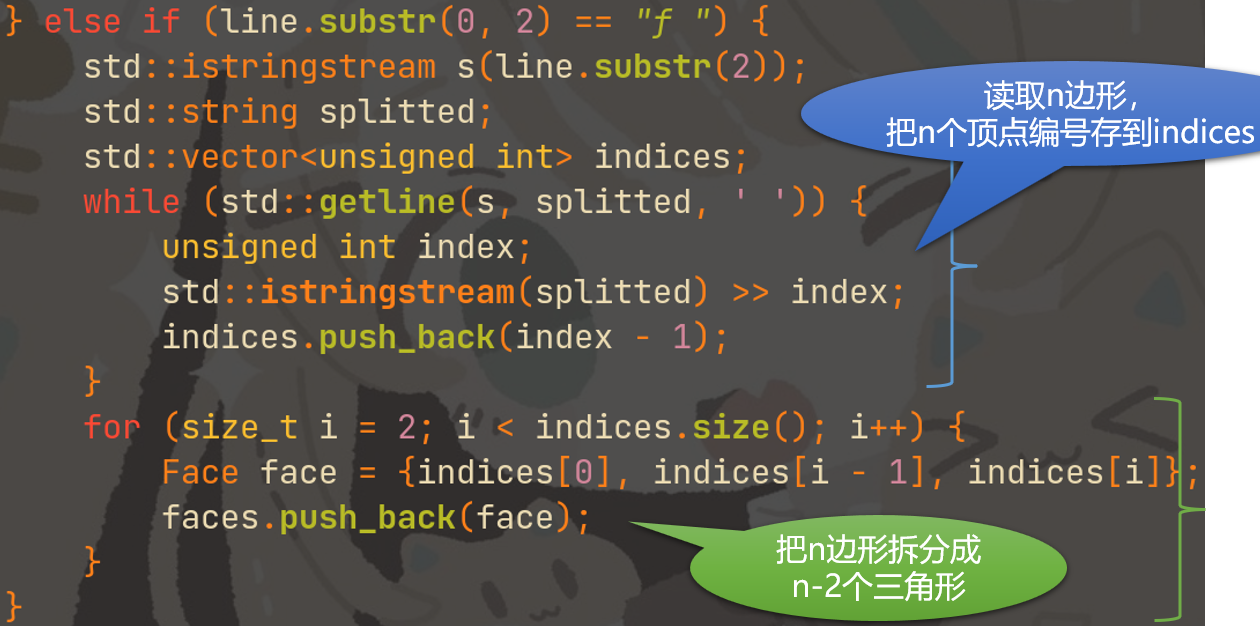 } else if (line.substr(0, 2) == "f ") {
std::istringstream s(line.substr(2));
std::string splitted;
std::vector<unsigned int> indices;
while (std::getline(s, splitted, ' ')) {
unsigned int index;
std::istringstream(splitted) >> index;
indices.push_back(index - 1);
}
for (size_t i = 2; i < indices.size(); i++) {
Face face = {indices[0], indices[i - 1], indices[i]};
faces.push_back(face);
}
}
读取n边形，
把n个顶点编号存到indices
把n边形拆分成
n-2个三角形